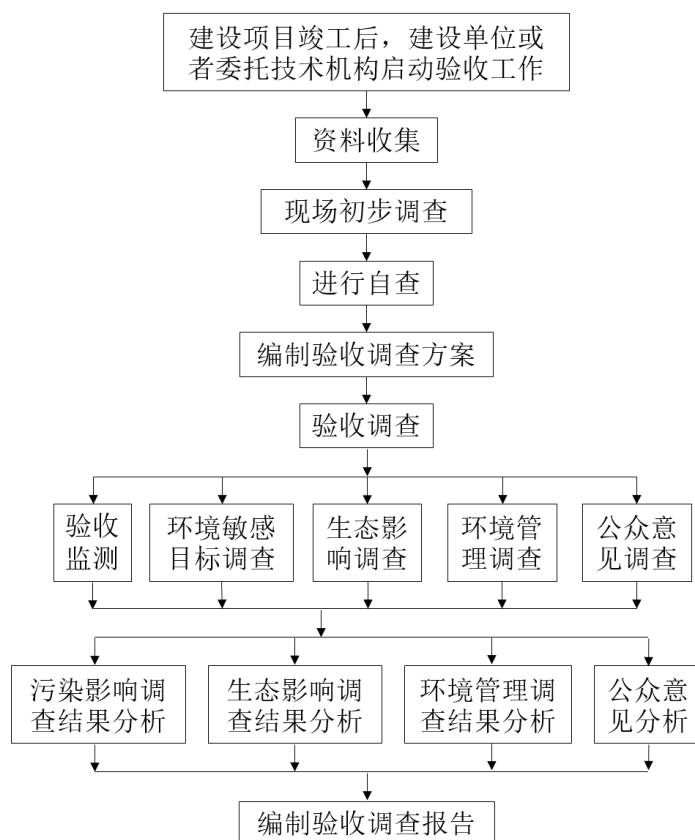 建设项目竣工后，建设单位或
者委托技术机构启动验收工作
资料收集
现场初步调查
进行自查
编制验收调查方案
验收调查
验收
监测
环境敏感
目标调查
生态影
响调查
环境管
理调查
公众意
见调查
污染影响调
查结果分析
生态影响调
查结果分析
环境管理调
查结果分析
公众意
见分析
编制验收调查报告